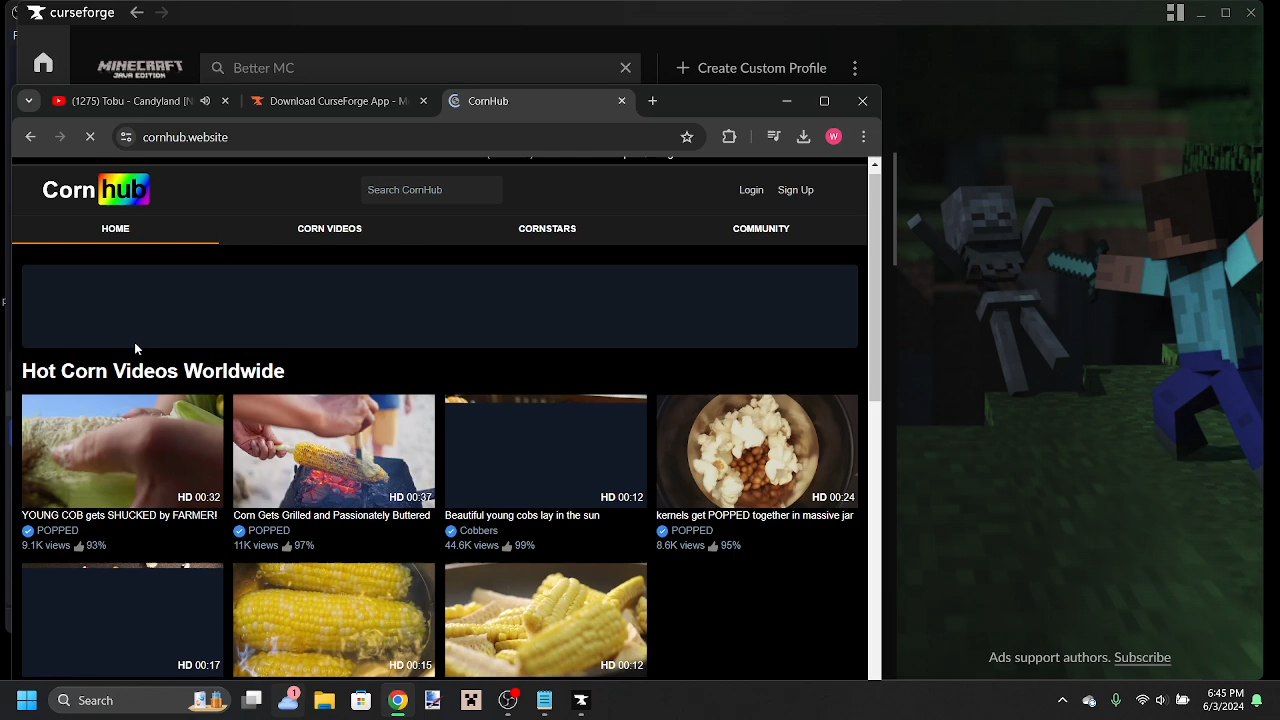 curseforge
MINECRAFT
JAVA EDITION
Better MC
Create Custom Profile
(1275) Tobu - Candyland [N
Download CurseForge App - M
CornHub
cornhub.website
W
Corn hub
Search CornHub
Login Sign Up
HOME CORN VIDEOS CORNSTARS COMMUNITY
Hot Corn Videos Worldwide
HD 00:32 HD 00:37 HD 00:12 HD 00:24
YOUNG COB gets SHUCKED by FARMER! Corn Gets Grilled and Passionately Buttered Beautiful young cobs lay in the sun kernels get POPPED together in massive jar
POPPED POPPED Cobbers POPPED
9.1K views 93% 11K views 97% 44.6K views 99% 8.6K views 95%
HD 00:17 HD 00:15 HD 00:12
Ads support authors. Subscribe
Search
1
6:45 PM
6/3/2024